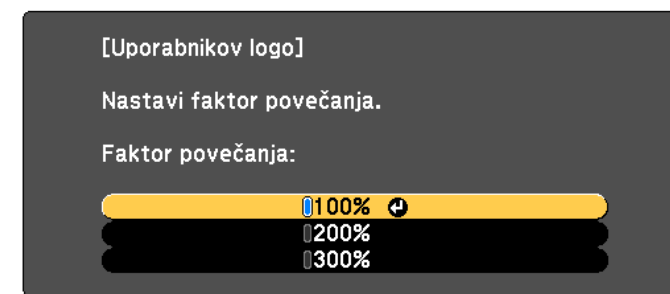 [Uporabnikov logo]
Nastavi faktor povečanja.
Faktor povečanja:
100%
200%
300%